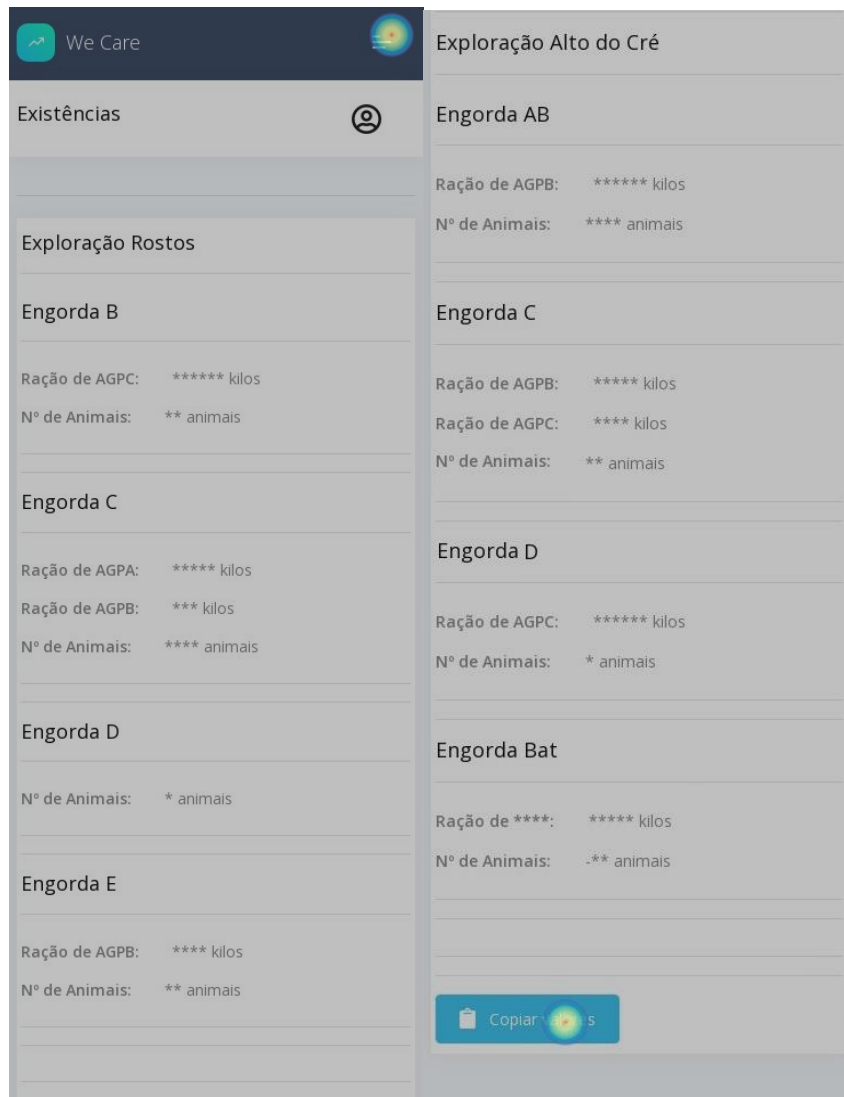 We Care
Existências
Exploração Rostos
Engorda B
Ração de AGPC: ****** kilos
Nº de Animais: ** animais
Engorda C
Ração de AGPA: ***** kilos
Ração de AGPB: *** kilos
Nº de Animais: **** animais
Engorda D
Nº de Animais: * animais
Engorda E
Ração de AGPB: **** kilos
Nº de Animais: ** animais
Exploração Alto do Cré
Engorda AB
Ração de AGPB: ****** kilos
Nº de Animais: **** animais
Engorda C
Ração de AGPB: ***** kilos
Ração de AGPC: **** kilos
Nº de Animais: ** animais
Engorda D
Ração de AGPC: ****** kilos
Nº de Animais: * animais
Engorda Bat
Ração de ****: ***** kilos
Nº de Animais: -** animais
Copiar valores